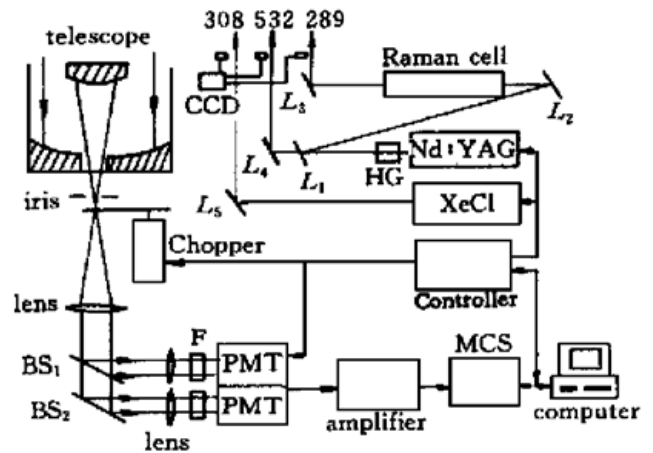 308 532 289
telescope
Raman cell
CCD
L3
L2
L4
L1
HG
Nd:YAG
iris
L5
XeCl
Chopper
Controller
lens
F
BS1
PMT
MCS
BS2
PMT
lens
amplifier
computer